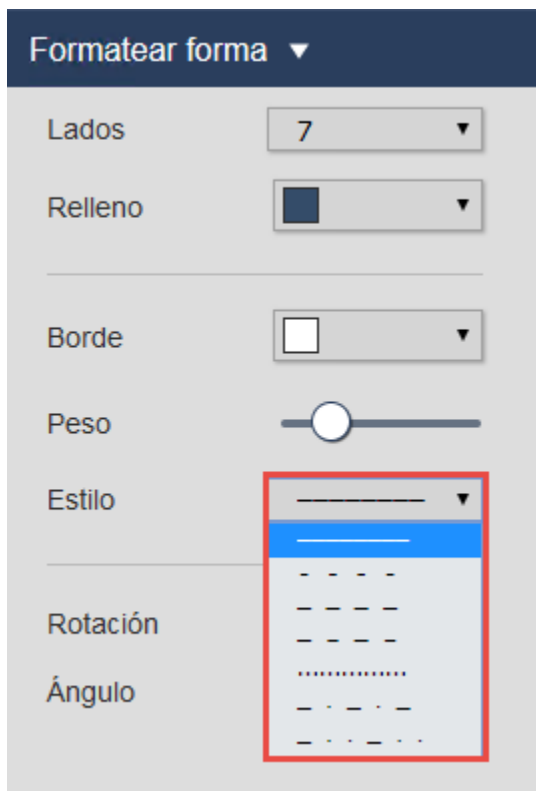 Formatear forma
Lados
7
Relleno
Borde
Peso
Estilo
Rotación
Ángulo